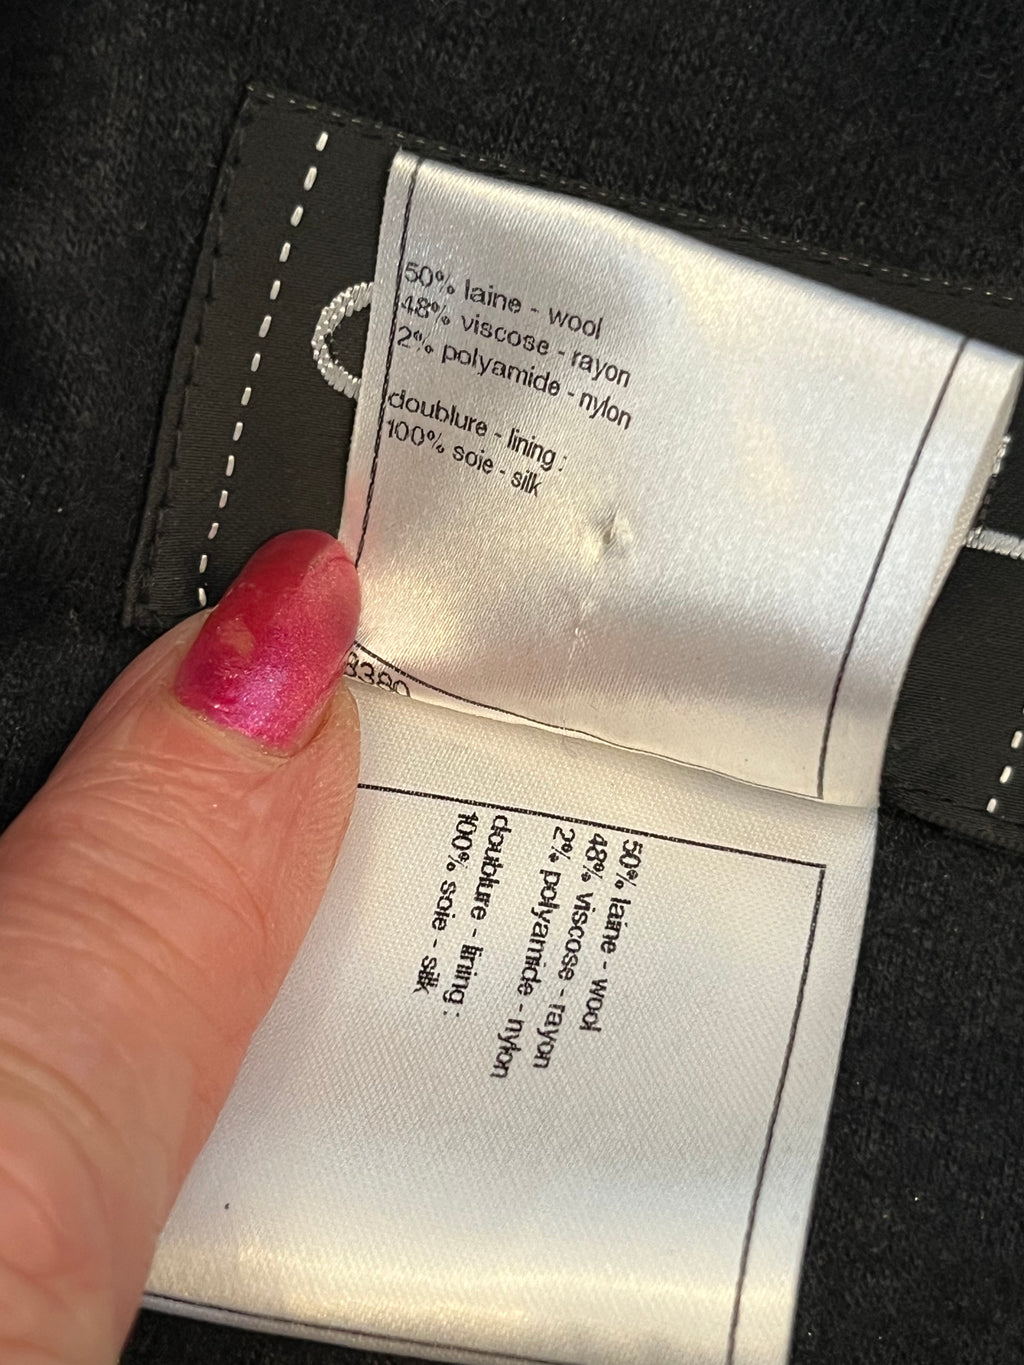 50% laine - wool
48% viscose - rayon
2% polyamide - nylon
doublure - lining :
100% soie - silk
8380
50% laine - wool
48% viscose - rayon
2% polyamide - nylon
doublure - lining :
100% soie - silk